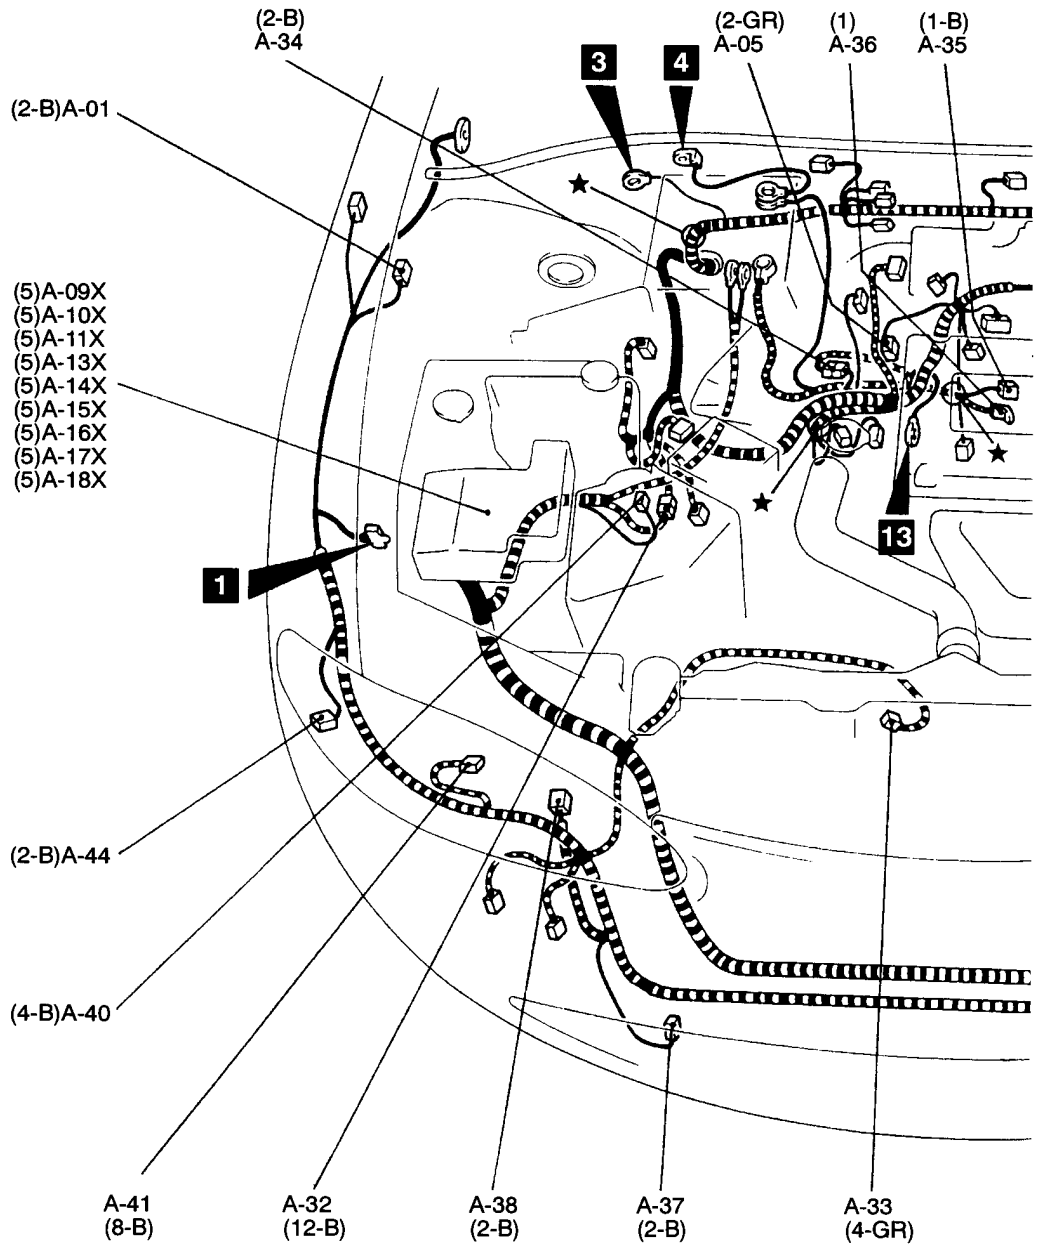 (2-B)
A-34
(2-GR)
A-05
(1)
A-36
(1-B)
A-35
3
4
(2-B)A-01
(5)A-09X
(5)A-10X
(5)A-11X
(5)A-13X
(5)A-14X
(5)A-15X
(5)A-16X
(5)A-17X
(5)A-18X
13
1
(2-B)A-44
(4-B)A-40
A-41
(8-B)
A-32
(12-B)
A-38
(2-B)
A-37
(2-B)
A-33
(4-GR)